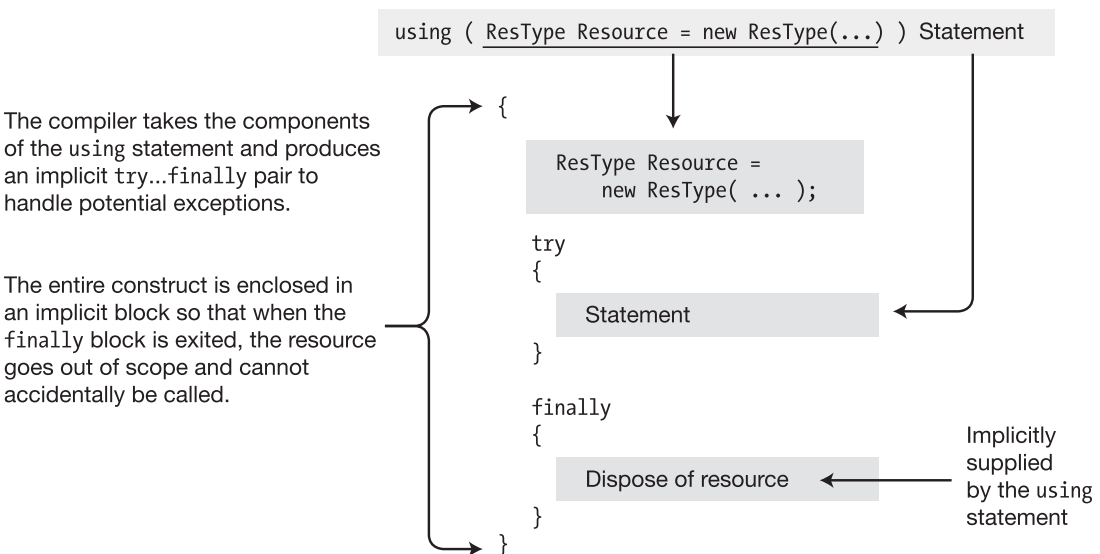 using ( ResType Resource = new ResType(...) ) Statement
The compiler takes the components
of the using statement and produces
an implicit try...finally pair to
handle potential exceptions.
The entire construct is enclosed in
an implicit block so that when the
finally block is exited, the resource
goes out of scope and cannot
accidentally be called.
{
ResType Resource =
new ResType( ... );
try
{
Statement
}
finally
{
Dispose of resource
}
}
Implicitly
supplied
by the using
statement